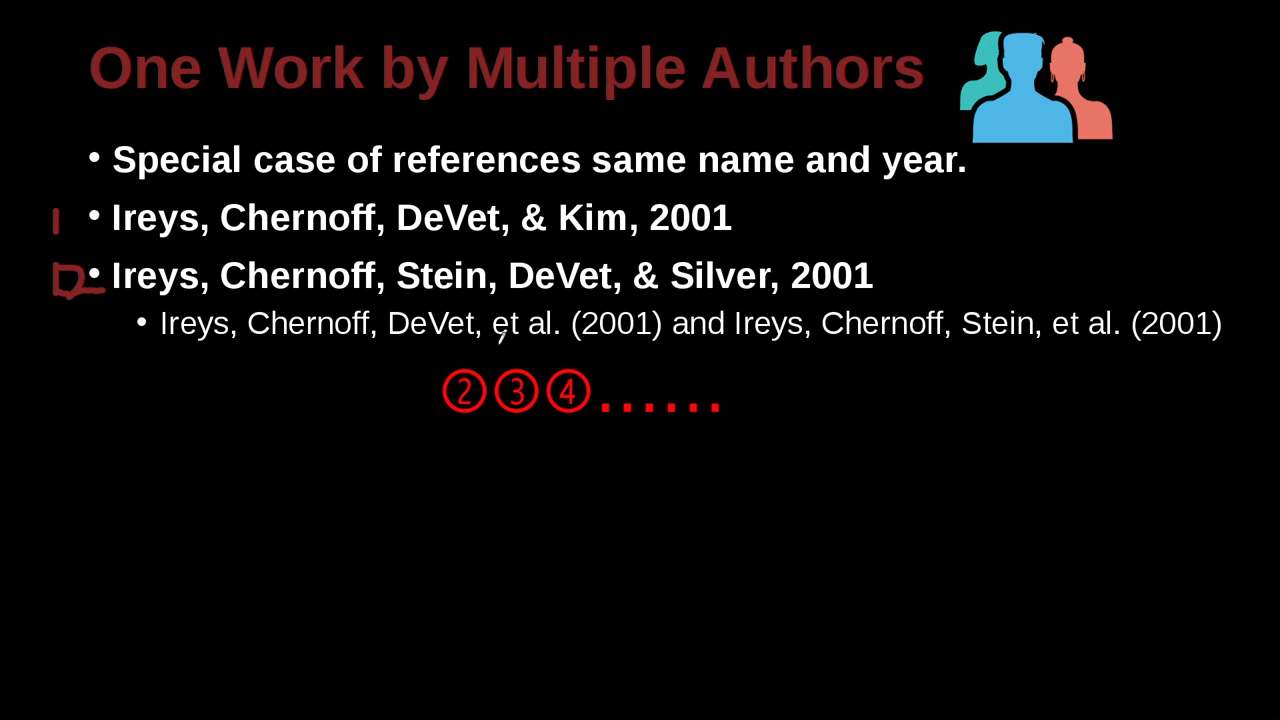 One Work by Multiple Authors
• Special case of references same name and year.
• Ireys, Chernoff, DeVet, & Kim, 2001
• Ireys, Chernoff, Stein, DeVet, & Silver, 2001
• Ireys, Chernoff, DeVet, et al. (2001) and Ireys, Chernoff, Stein, et al. (2001)
②③④......